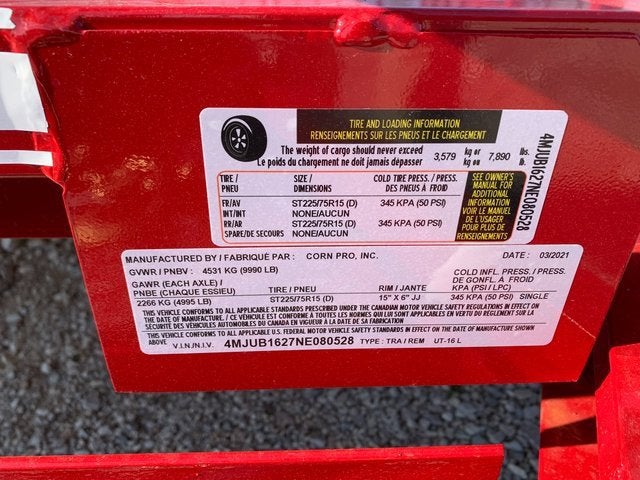 TIRE AND LOADING INFORMATION
RENSEIGNEMENTS SUR LES PNEUS ET LE CHARGEMENT
The weight of cargo should never exceed 3,579 kg or 7,890 lbs.
Le poids du chargement ne doit jamais dépasser kg ou lb.
TIRE / SIZE / COLD TIRE PRESS. / PRESS.
PNEU DIMENSIONS DES PNEUS À FROID
FR/AV ST225/75R15 (D) 345 KPA (50 PSI)
INT/INT NONE/AUCUN
RR/AR ST225/75R15 (D) 345 KPA (50 PSI)
SPARE/DE SECOURS NONE/AUCUN
SEE OWNER'S
MANUAL FOR
ADDITIONAL
INFORMATION
VOIR LE MANUEL
DE L'USAGER
POUR PLUS DE
RENSEIGNEMENTS
4MJUB1627NE080528
MANUFACTURED BY / FABRIQUÉ PAR : CORN PRO, INC. DATE : 03/2021
GVWR / PNBV : 4531 KG (9990 LB)
GAWR (EACH AXLE) / COLD INFL. PRESS. / PRESS.
PNBE (CHAQUE ESSIEU) TIRE / PNEU RIM / JANTE DE GONFL. À FROID
KPA (PSI / LPC)
2266 KG (4995 LB) ST225/75R15 (D) 15" X 6" JJ 345 KPA (50 PSI) SINGLE
THIS VEHICLE CONFORMS TO ALL APPLICABLE STANDARDS PRESCRIBED UNDER THE CANADIAN MOTOR VEHICLE SAFETY REGULATIONS IN EFFECT ON
THE DATE OF MANUFACTURE. / CE VÉHICULE EST CONFORME À TOUTES LES NORMES QUI LUI SONT APPLICABLES EN VERTU DU RÈGLEMENT SUR LA
SÉCURITÉ DES VÉHICULES AUTOMOBILES DU CANADA EN VIGUEUR À LA DATE DE SA FABRICATION
THIS VEHICLE CONFORMS TO ALL APPLICABLE U.S. FEDERAL MOTOR VEHICLE SAFETY STANDARDS IN EFFECT ON THE DATE OF MANUFACTURE SHOWN
ABOVE
V.I.N./N.I.V. 4MJUB1627NE080528 TYPE : TRA / REM UT-16 L